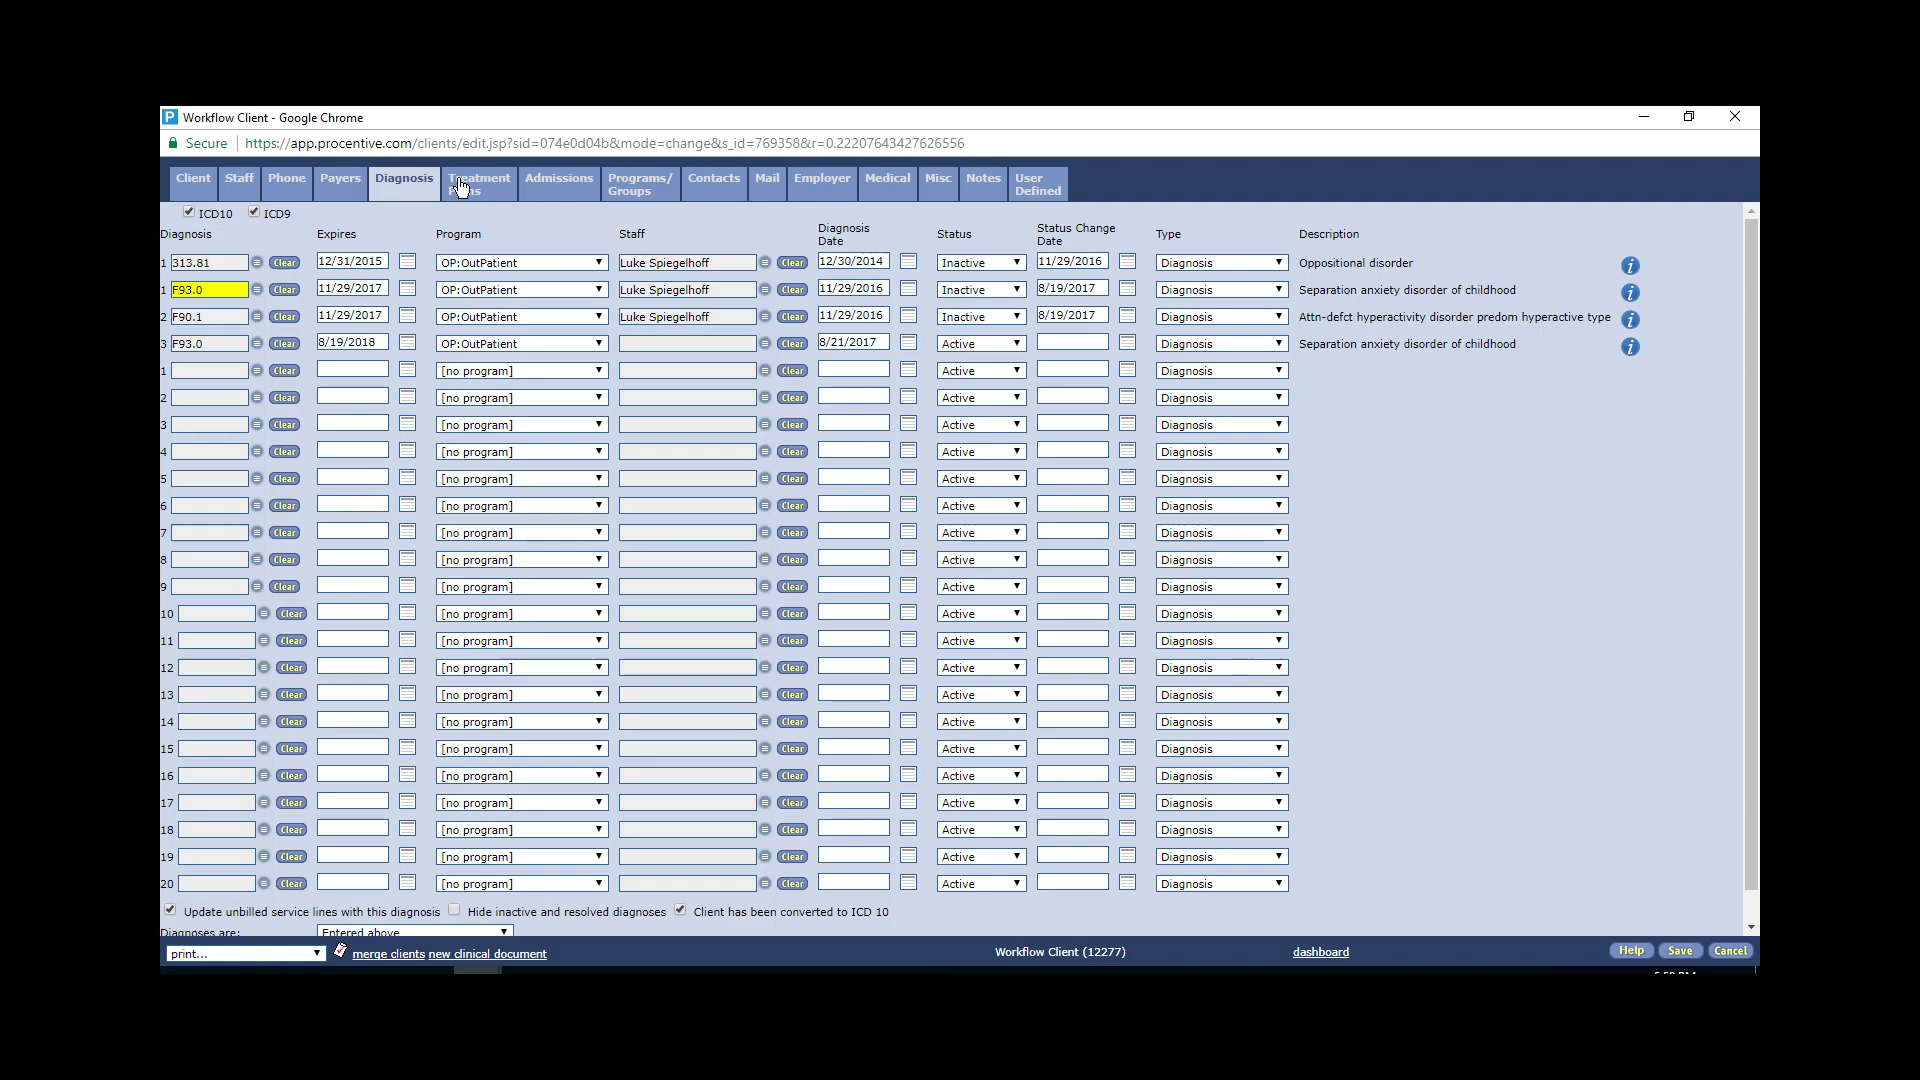 Workflow Client - Google Chrome
Secure https://app.procentive.com/clients/edit.jsp?sid=074e0d04b&mode=change&s_id=769358&r=0.22207643427626556
Client Staff Phone Payers Diagnosis Treatment Admissions Programs/ Groups Contacts Mail Employer Medical Misc Notes User Defined
ICD10 ICD9
Diagnosis Expires Program Staff Diagnosis Date Status Status Change Date Type Description
1 313.81 Clear 12/31/2015 OP:OutPatient Luke Spiegelhoff Clear 12/30/2014 Inactive 11/29/2016 Diagnosis Oppositional disorder
1 F93.0 Clear 11/29/2017 OP:OutPatient Luke Spiegelhoff Clear 11/29/2016 Inactive 8/19/2017 Diagnosis Separation anxiety disorder of childhood
2 F90.1 Clear 11/29/2017 OP:OutPatient Luke Spiegelhoff Clear 11/29/2016 Inactive 8/19/2017 Diagnosis Attn-defct hyperactivity disorder predom hyperactive type
3 F93.0 Clear 8/19/2018 OP:OutPatient Clear 8/21/2017 Active Diagnosis Separation anxiety disorder of childhood
1 Clear [no program] Clear Active Diagnosis
2 Clear [no program] Clear Active Diagnosis
3 Clear [no program] Clear Active Diagnosis
4 Clear [no program] Clear Active Diagnosis
5 Clear [no program] Clear Active Diagnosis
6 Clear [no program] Clear Active Diagnosis
7 Clear [no program] Clear Active Diagnosis
8 Clear [no program] Clear Active Diagnosis
9 Clear [no program] Clear Active Diagnosis
10 Clear [no program] Clear Active Diagnosis
11 Clear [no program] Clear Active Diagnosis
12 Clear [no program] Clear Active Diagnosis
13 Clear [no program] Clear Active Diagnosis
14 Clear [no program] Clear Active Diagnosis
15 Clear [no program] Clear Active Diagnosis
16 Clear [no program] Clear Active Diagnosis
17 Clear [no program] Clear Active Diagnosis
18 Clear [no program] Clear Active Diagnosis
19 Clear [no program] Clear Active Diagnosis
20 Clear [no program] Clear Active Diagnosis
Update unbilled service lines with this diagnosis Hide inactive and resolved diagnoses Client has been converted to ICD 10
Diagnoses are: Entered above
print... merge clients new clinical document Workflow Client (12277) dashboard Help Save Cancel